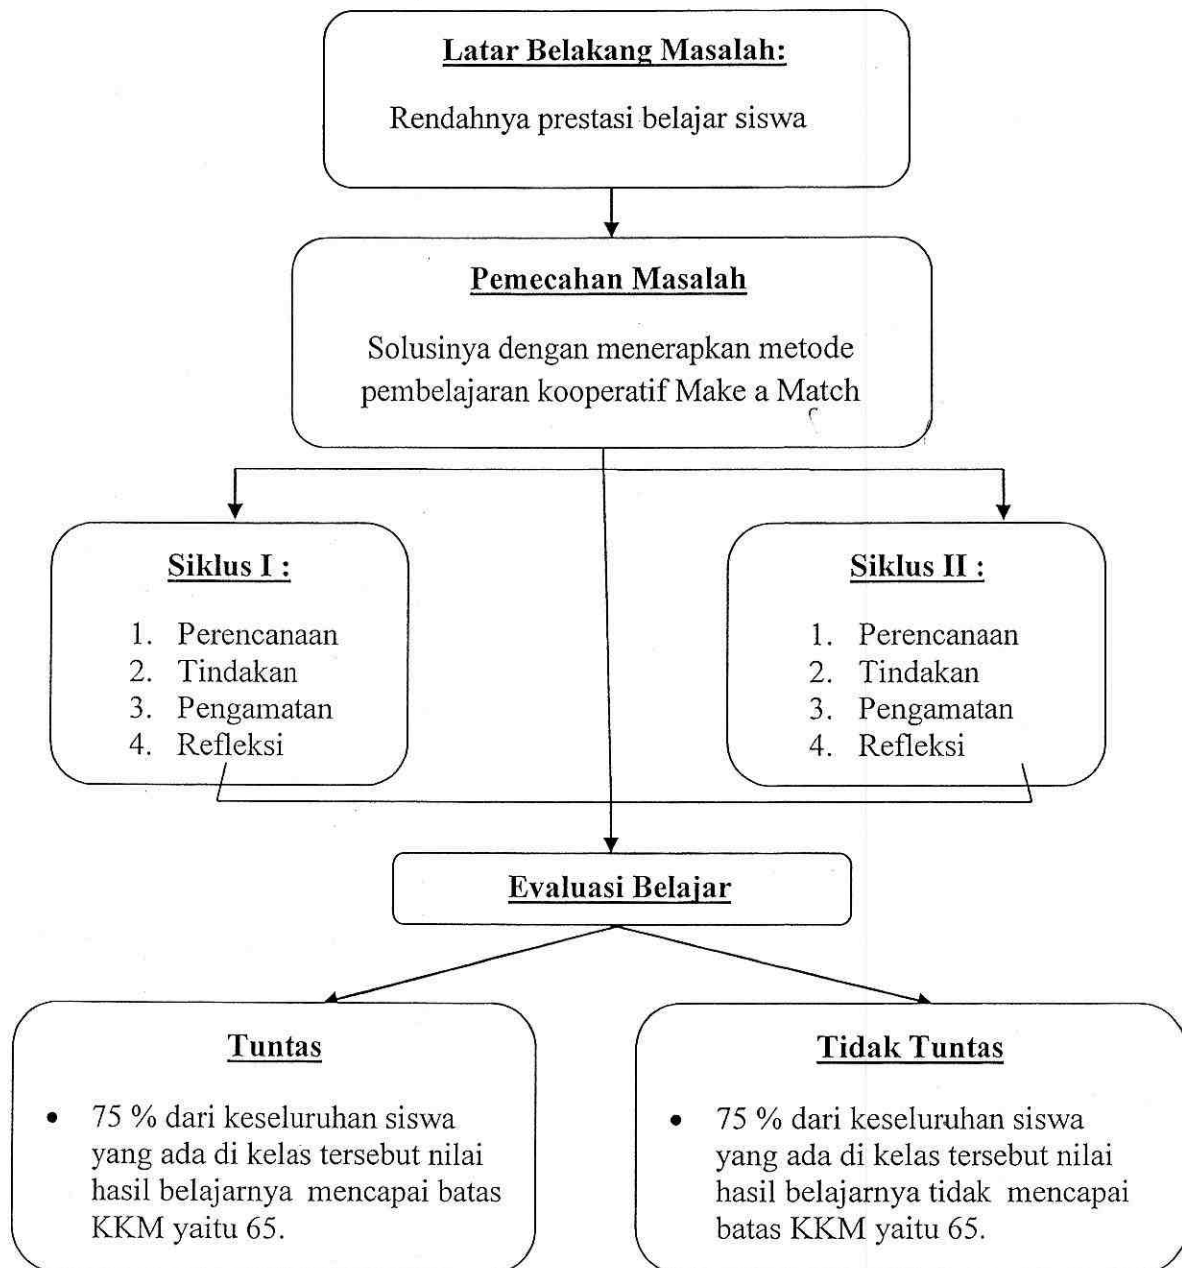 Latar Belakang Masalah:
Rendahnya prestasi belajar siswa
Pemecahan Masalah
Solusinya dengan menerapkan metode
pembelajaran kooperatif Make a Match
Siklus I :
1. Perencanaan
2. Tindakan
3. Pengamatan
4. Refleksi
Siklus II :
1. Perencanaan
2. Tindakan
3. Pengamatan
4. Refleksi
Evaluasi Belajar
Tuntas
• 75 % dari keseluruhan siswa
yang ada di kelas tersebut nilai
hasil belajarnya mencapai batas
KKM yaitu 65.
Tidak Tuntas
• 75 % dari keseluruhan siswa
yang ada di kelas tersebut nilai
hasil belajarnya tidak mencapai
batas KKM yaitu 65.